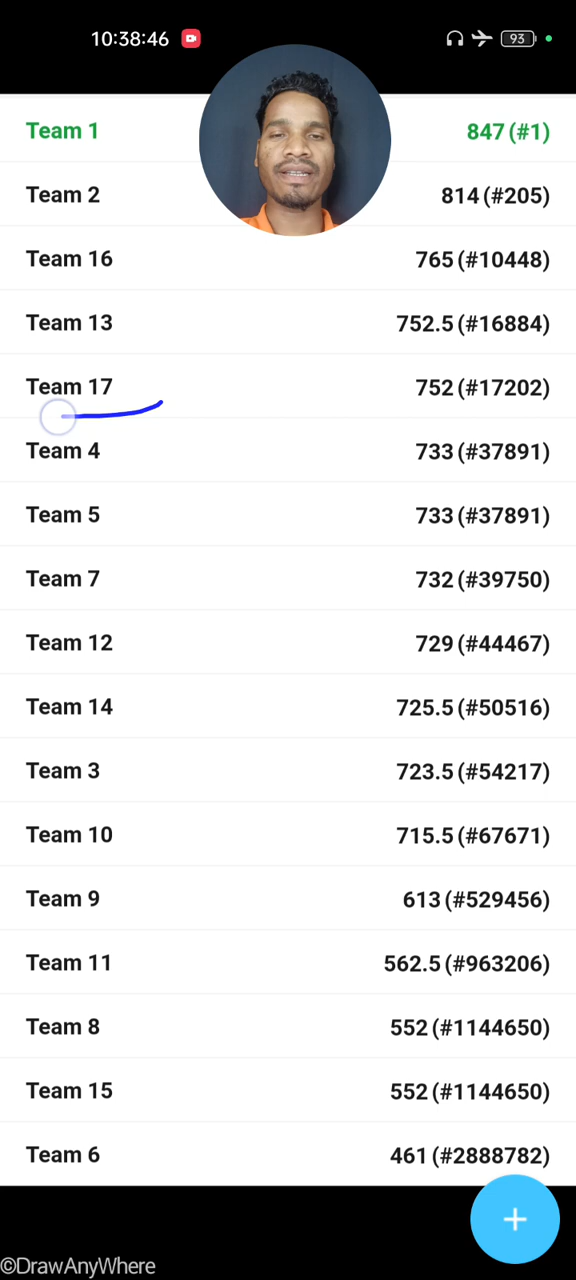 10:38:46 93
Team 1 847 (#1)
Team 2 814 (#205)
Team 16 765 (#10448)
Team 13 752.5 (#16884)
Team 17 752 (#17202)
Team 4 733 (#37891)
Team 5 733 (#37891)
Team 7 732 (#39750)
Team 12 729 (#44467)
Team 14 725.5 (#50516)
Team 3 723.5 (#54217)
Team 10 715.5 (#67671)
Team 9 613 (#529456)
Team 11 562.5 (#963206)
Team 8 552 (#1144650)
Team 15 552 (#1144650)
Team 6 461 (#2888782)
+
©DrawAnyWhere